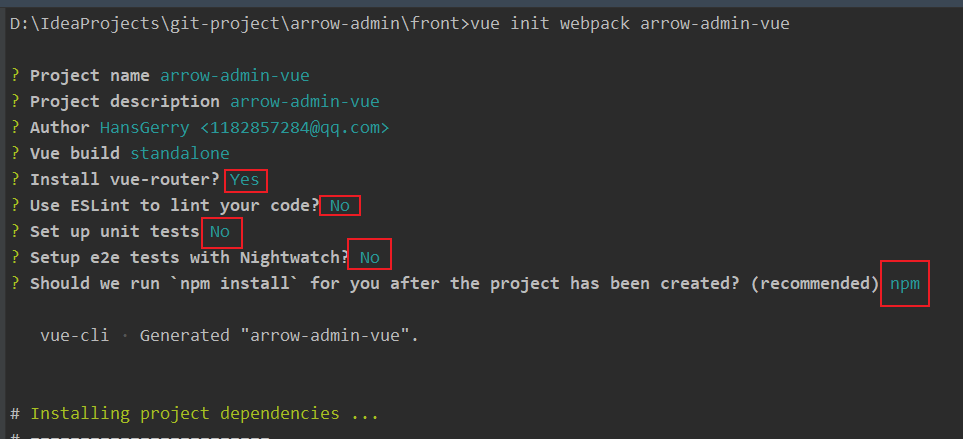 D:\IdeaProjects\git-project\arrow-admin\front>vue init webpack arrow-admin-vue
? Project name arrow-admin-vue
? Project description arrow-admin-vue
? Author HansGerry <1182857284@qq.com>
? Vue build standalone
? Install vue-router? Yes
? Use ESLint to lint your code? No
? Set up unit tests No
? Setup e2e tests with Nightwatch? No
? Should we run `npm install` for you after the project has been created? (recommended) npm
vue-cli · Generated "arrow-admin-vue".
# Installing project dependencies ...
# ------------------------